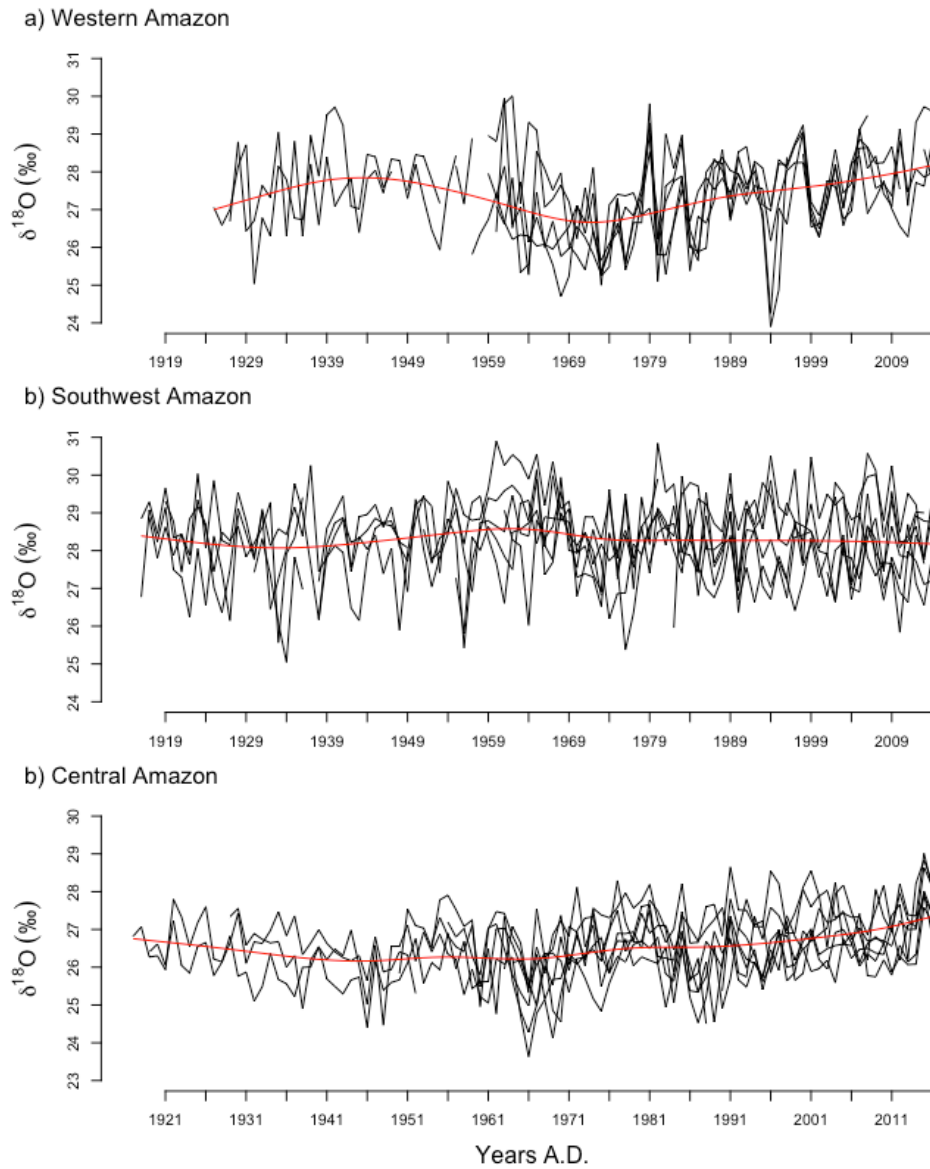 a) Western Amazon
31
30
29
28
27
26
25
24
δ¹⁸O (‰)
1919 1929 1939 1949 1959 1969 1979 1989 1999 2009
b) Southwest Amazon
31
30
29
28
27
26
25
24
δ¹⁸O (‰)
1919 1929 1939 1949 1959 1969 1979 1989 1999 2009
b) Central Amazon
30
29
28
27
26
25
24
23
δ¹⁸O (‰)
1921 1931 1941 1951 1961 1971 1981 1991 2001 2011
Years A.D.